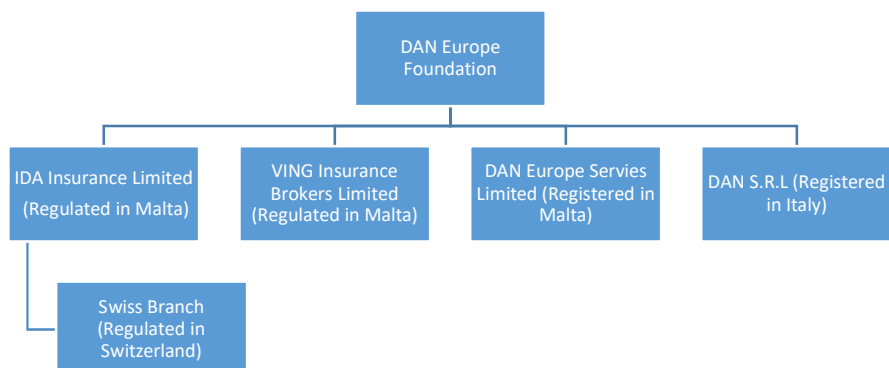 DAN Europe
Foundation
IDA Insurance Limited
(Regulated in Malta)
VING Insurance
Brokers Limited
(Regulated in Malta)
DAN Europe Servies
Limited (Registered in
Malta)
DAN S.R.L (Registered
in Italy)
Swiss Branch
(Regulated in
Switzerland)